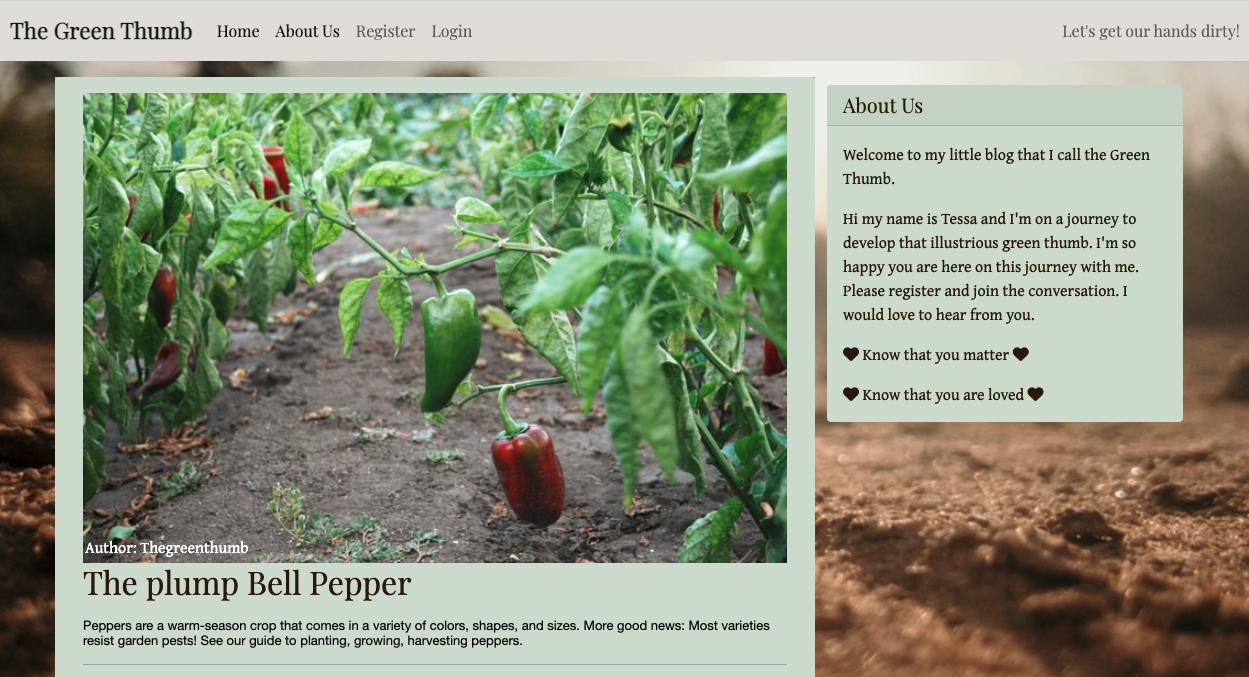 The Green Thumb
Home
About Us
Register
Login
Let's get our hands dirty!
Author: Thegreenthumb
The plump Bell Pepper
Peppers are a warm-season crop that comes in a variety of colors, shapes, and sizes. More good news: Most varieties
resist garden pests! See our guide to planting, growing, harvesting peppers.
About Us
Welcome to my little blog that I call the Green
Thumb.
Hi my name is Tessa and I'm on a journey to
develop that illustrious green thumb. I'm so
happy you are here on this journey with me.
Please register and join the conversation. I
would love to hear from you.
Know that you matter
Know that you are loved